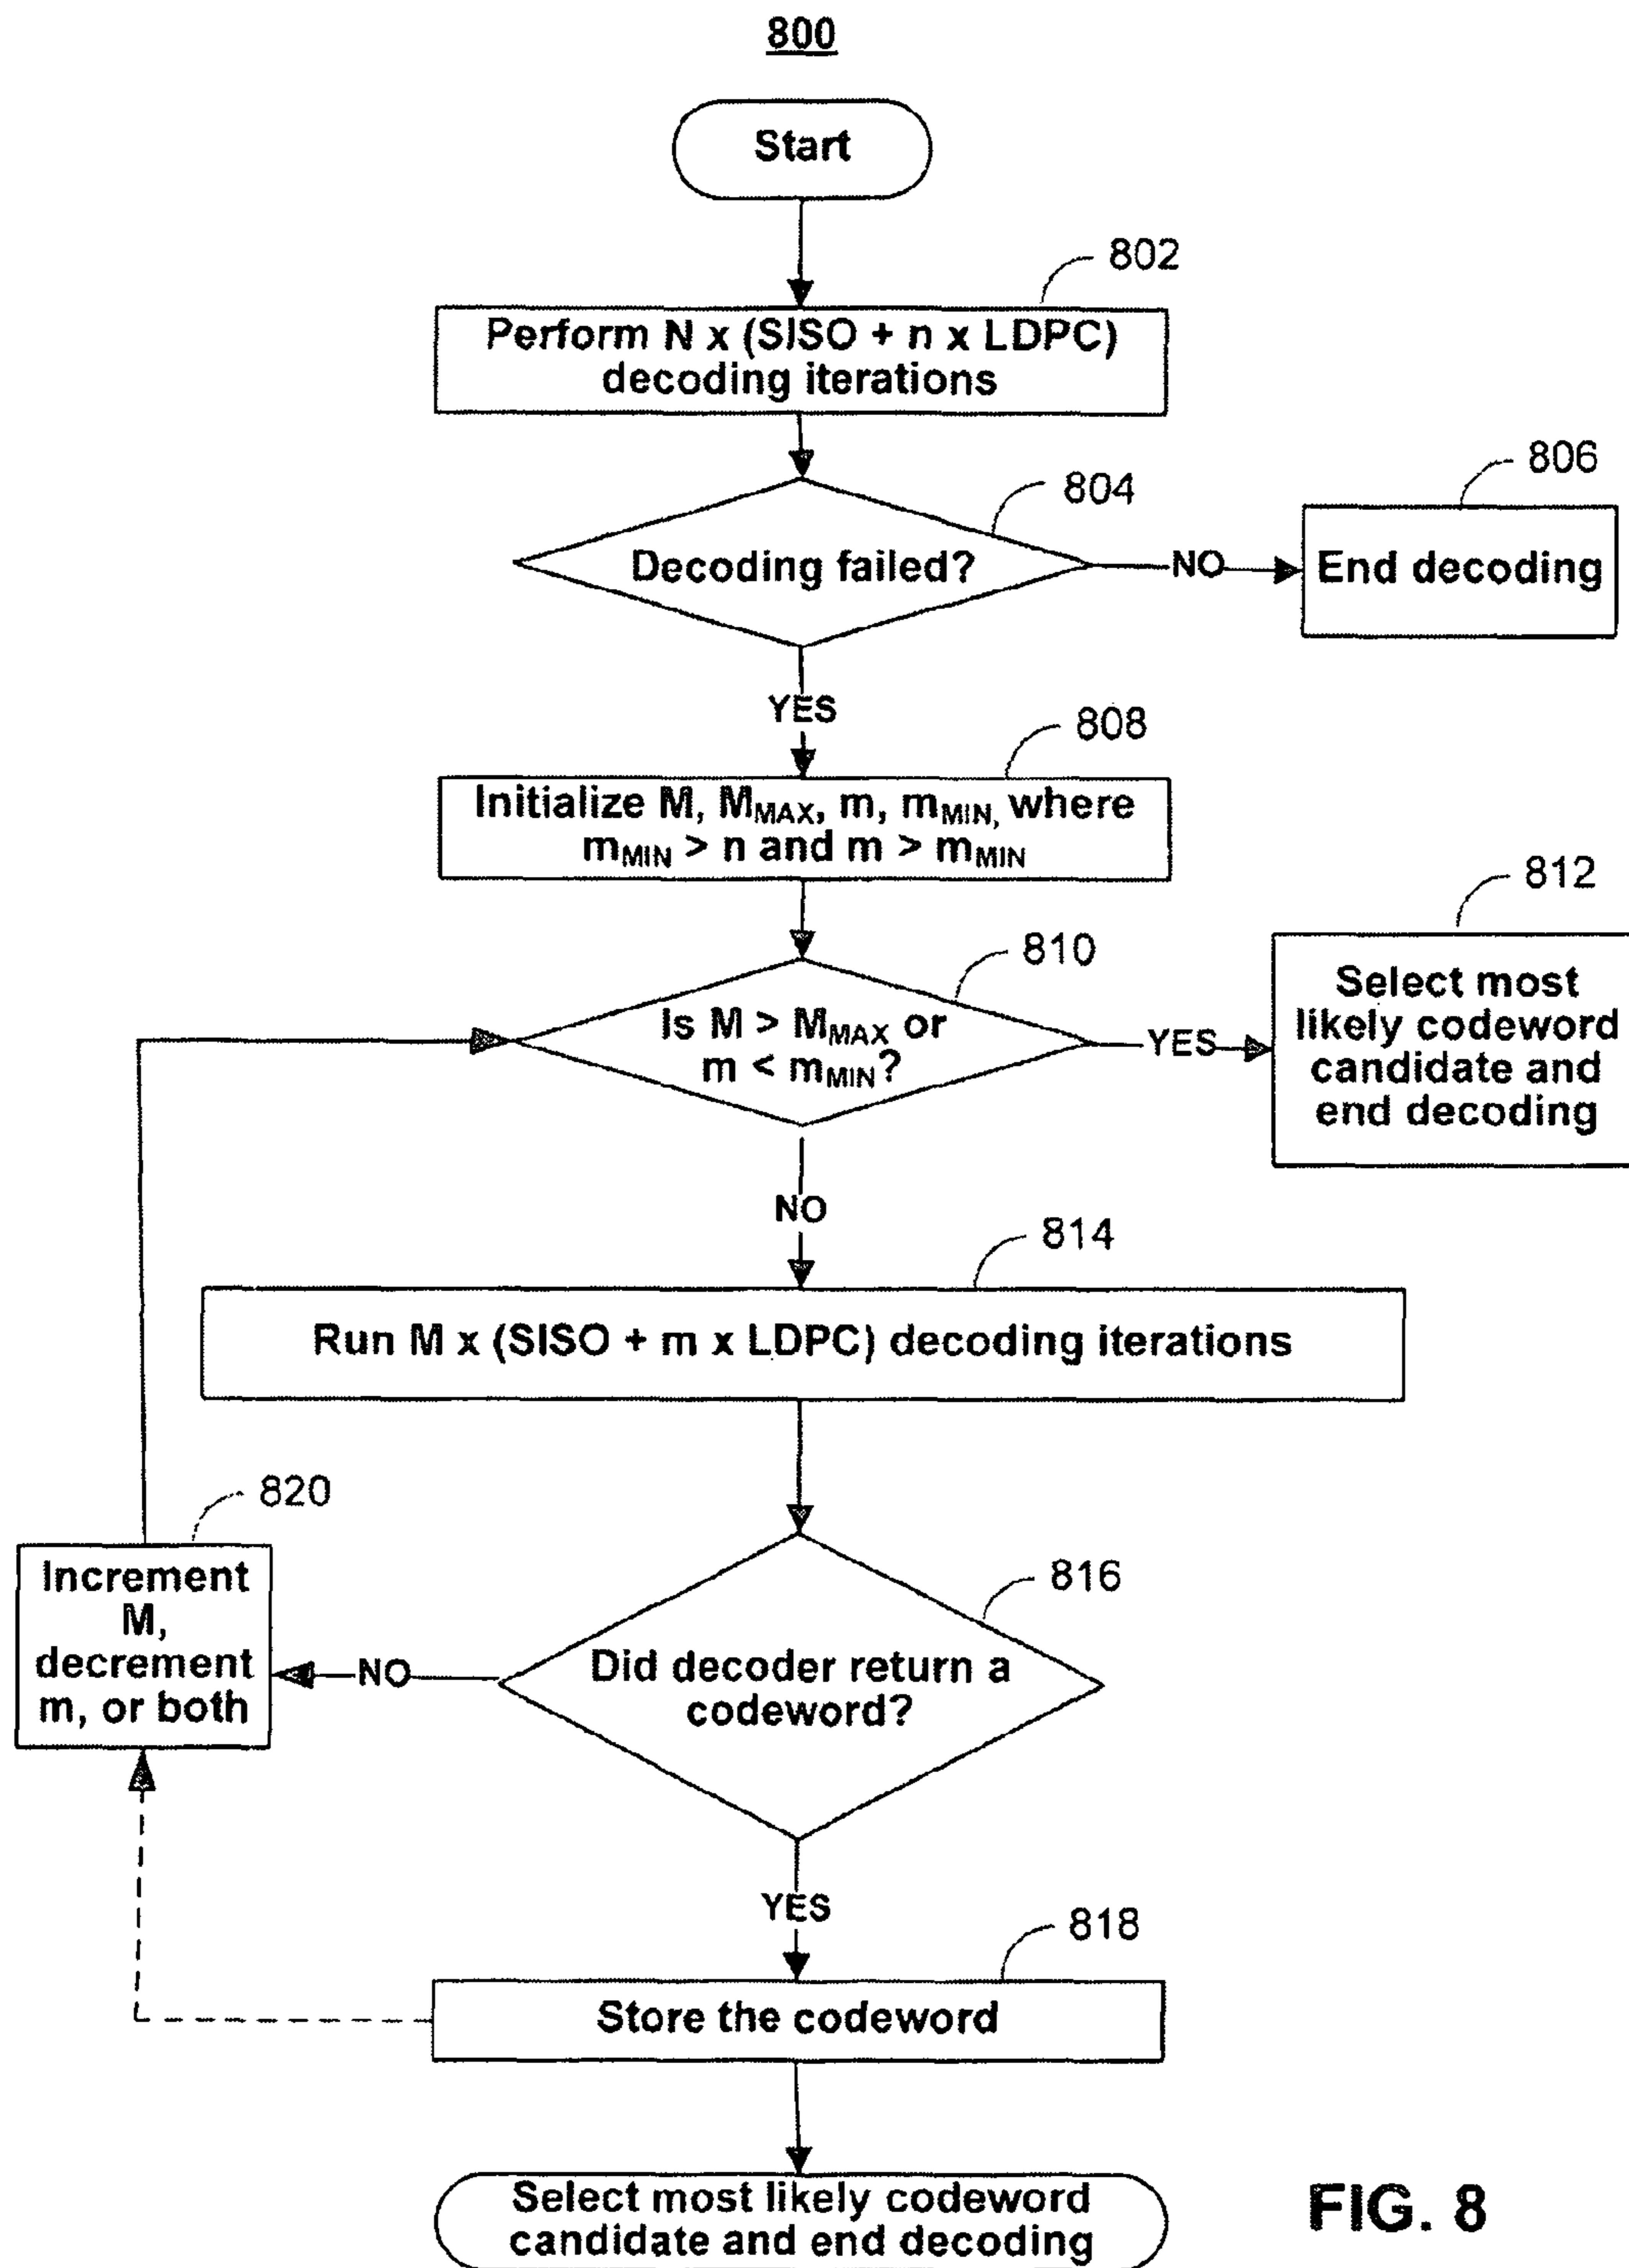 800
Start
802
Perform N x (SISO + n x LDPC)
decoding iterations
804
Decoding failed?
NO
806
End decoding
YES
808
Initialize M, MMAX, m, mMIN, where
mMIN > n and m > mMIN
810
Is M > MMAX or
m < mMIN?
YES
812
Select most
likely codeword
candidate and
end decoding
NO
814
Run M x (SISO + m x LDPC) decoding iterations
816
Did decoder return a
codeword?
NO
820
Increment
M,
decrement
m, or both
YES
818
Store the codeword
Select most likely codeword
candidate and end decoding
FIG. 8